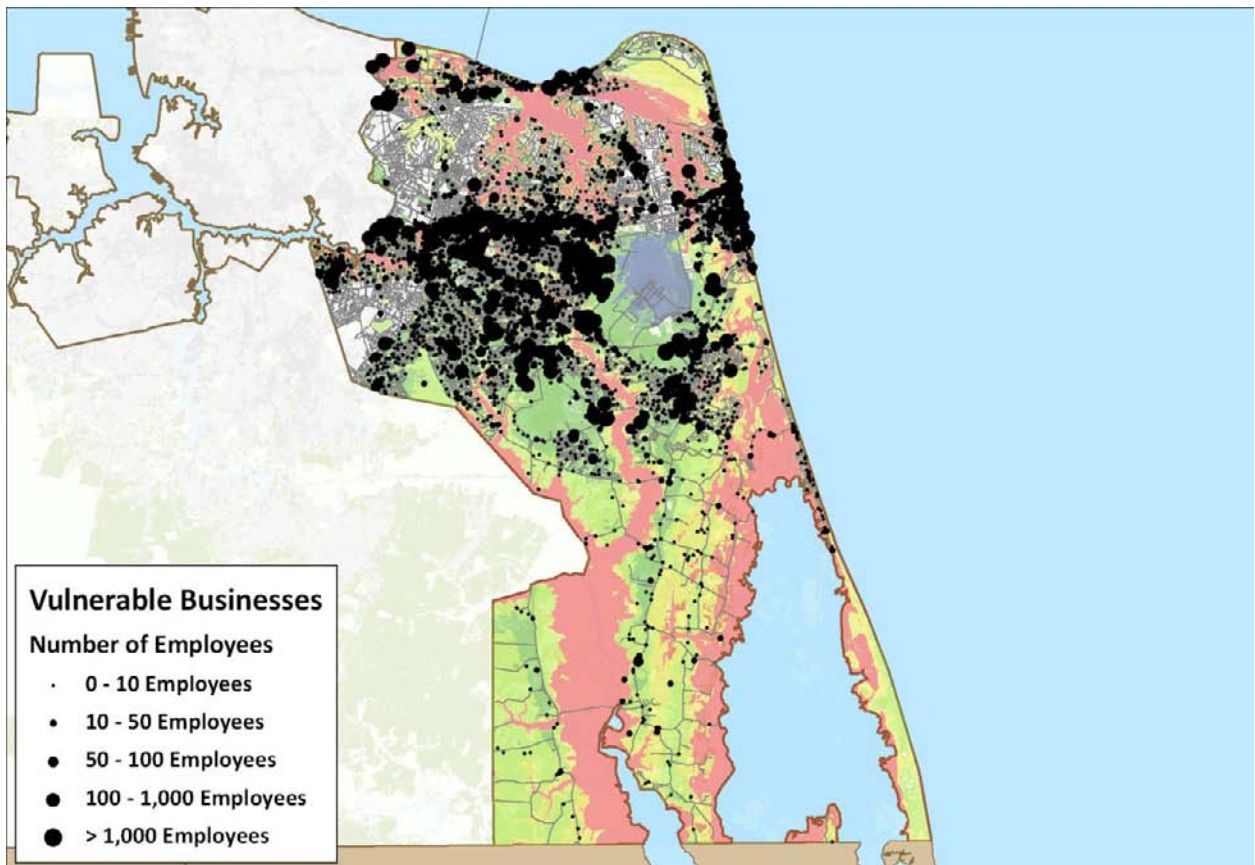 Vulnerable Businesses
Number of Employees
0 - 10 Employees
10 - 50 Employees
50 - 100 Employees
100 - 1,000 Employees
> 1,000 Employees